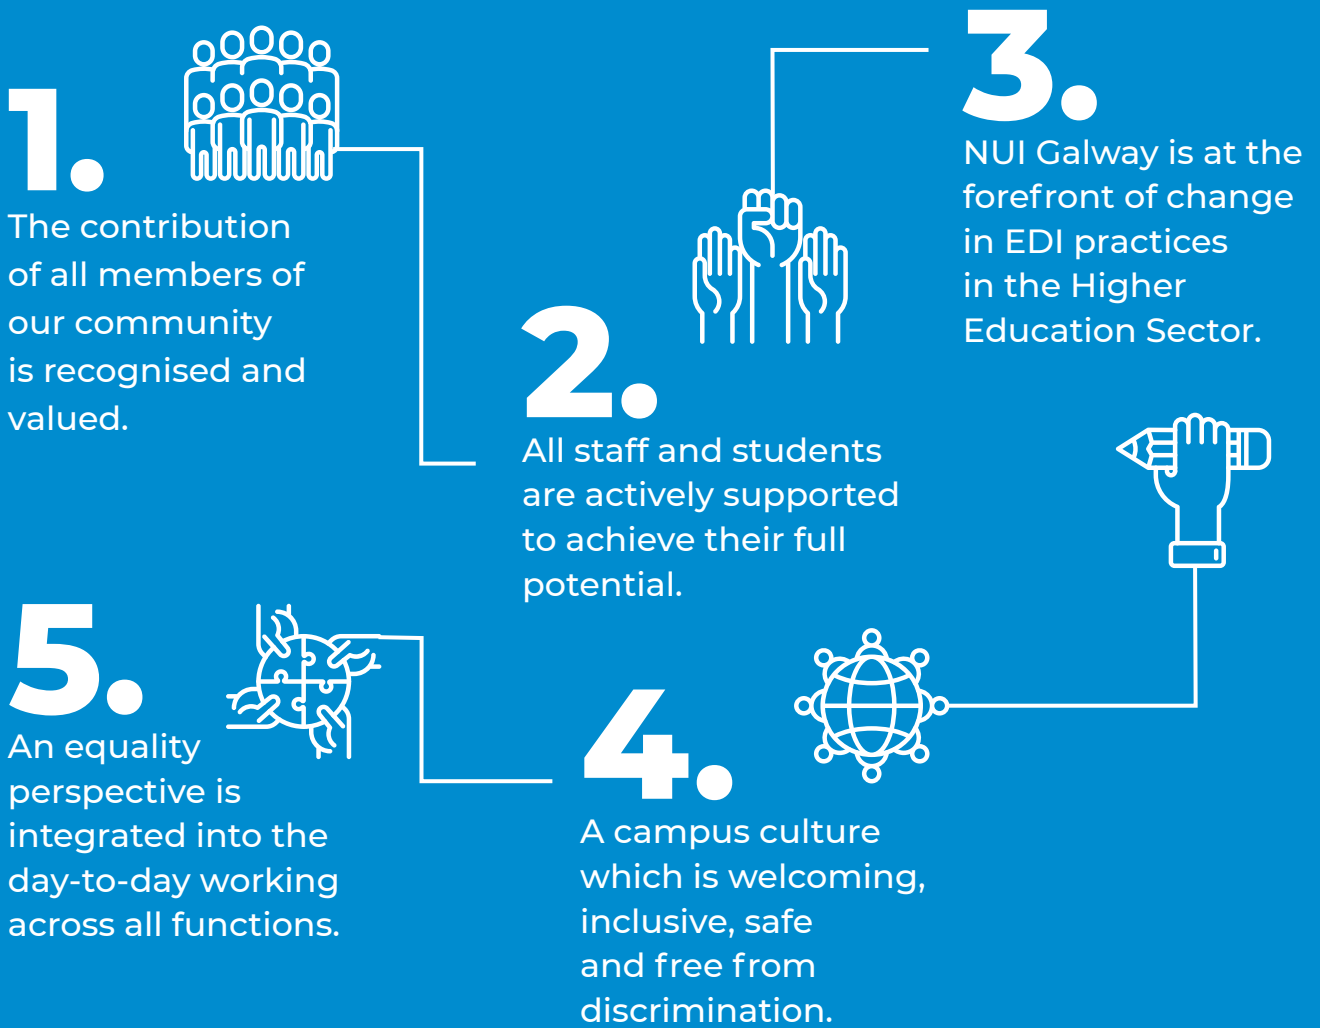 1.
The contribution
of all members of
our community
is recognised and
valued.
2.
All staff and students
are actively supported
to achieve their full
potential.
3.
NUI Galway is at the
forefront of change
in EDI practices
in the Higher
Education Sector.
4.
A campus culture
which is welcoming,
inclusive, safe
and free from
discrimination.
5.
An equality
perspective is
integrated into the
day-to-day working
across all functions.